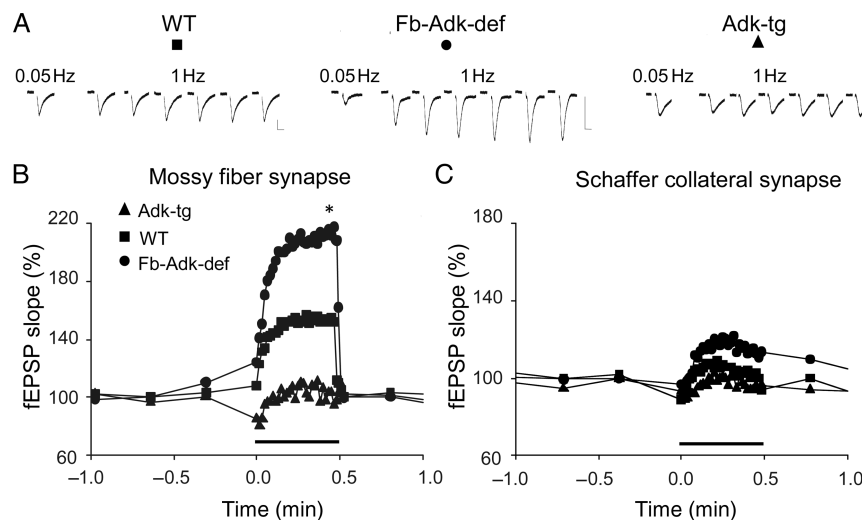 A
WT
Fb-Adk-def
Adk-tg
0.05 Hz 1 Hz
0.05 Hz 1 Hz
0.05 Hz 1 Hz
B
Mossy fiber synapse
Adk-tg
WT
Fb-Adk-def
*
fEPSP slope (%)
220
180
140
100
60
–1.0 –0.5 0.0 0.5 1.0
Time (min)
C
Schaffer collateral synapse
fEPSP slope (%)
180
140
100
60
–1.0 –0.5 0.0 0.5 1.0
Time (min)